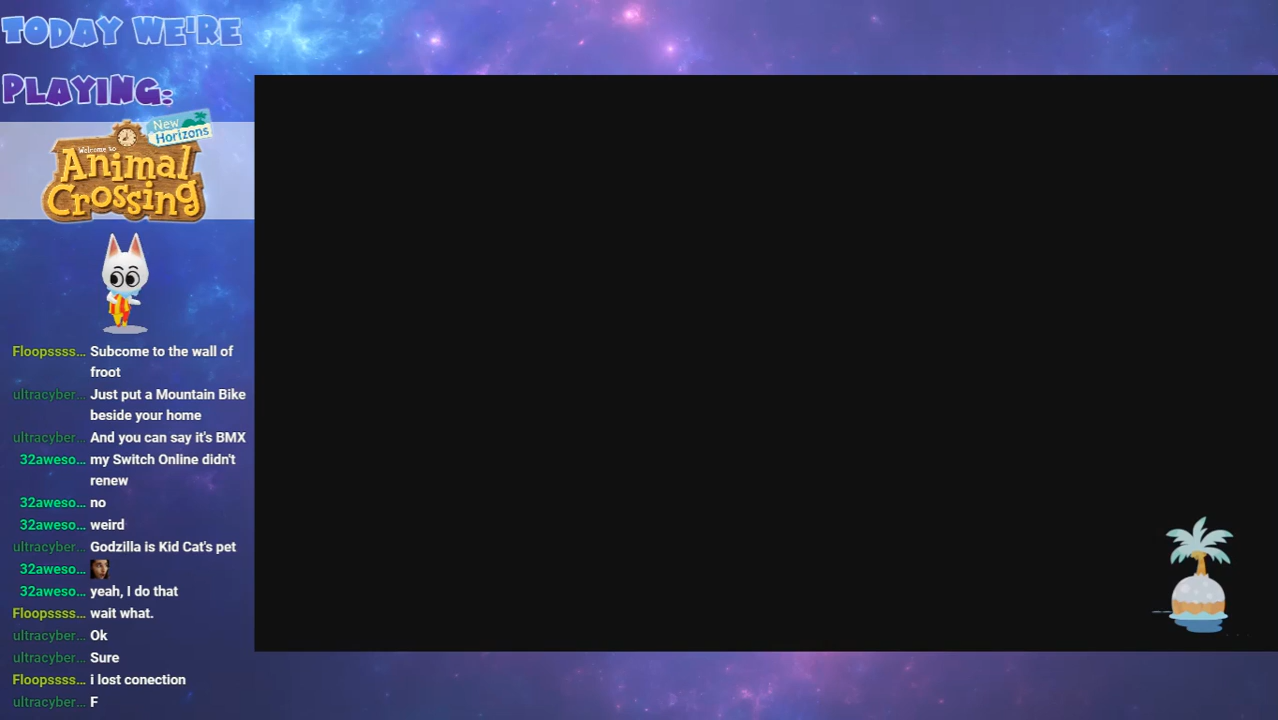 TODAY WE'RE
PLAYING:
New
Horizons
Welcome to
Animal
Crossing
Floopssss... Subcome to the wall of
froot
ultracyber... Just put a Mountain Bike
beside your home
ultracyber... And you can say it's BMX
32aweso... my Switch Online didn't
renew
32aweso... no
32aweso... weird
ultracyber... Godzilla is Kid Cat's pet
32aweso...
32aweso... yeah, I do that
Floopssss... wait what.
ultracyber... Ok
ultracyber... Sure
Floopssss... i lost conection
ultracyber... F